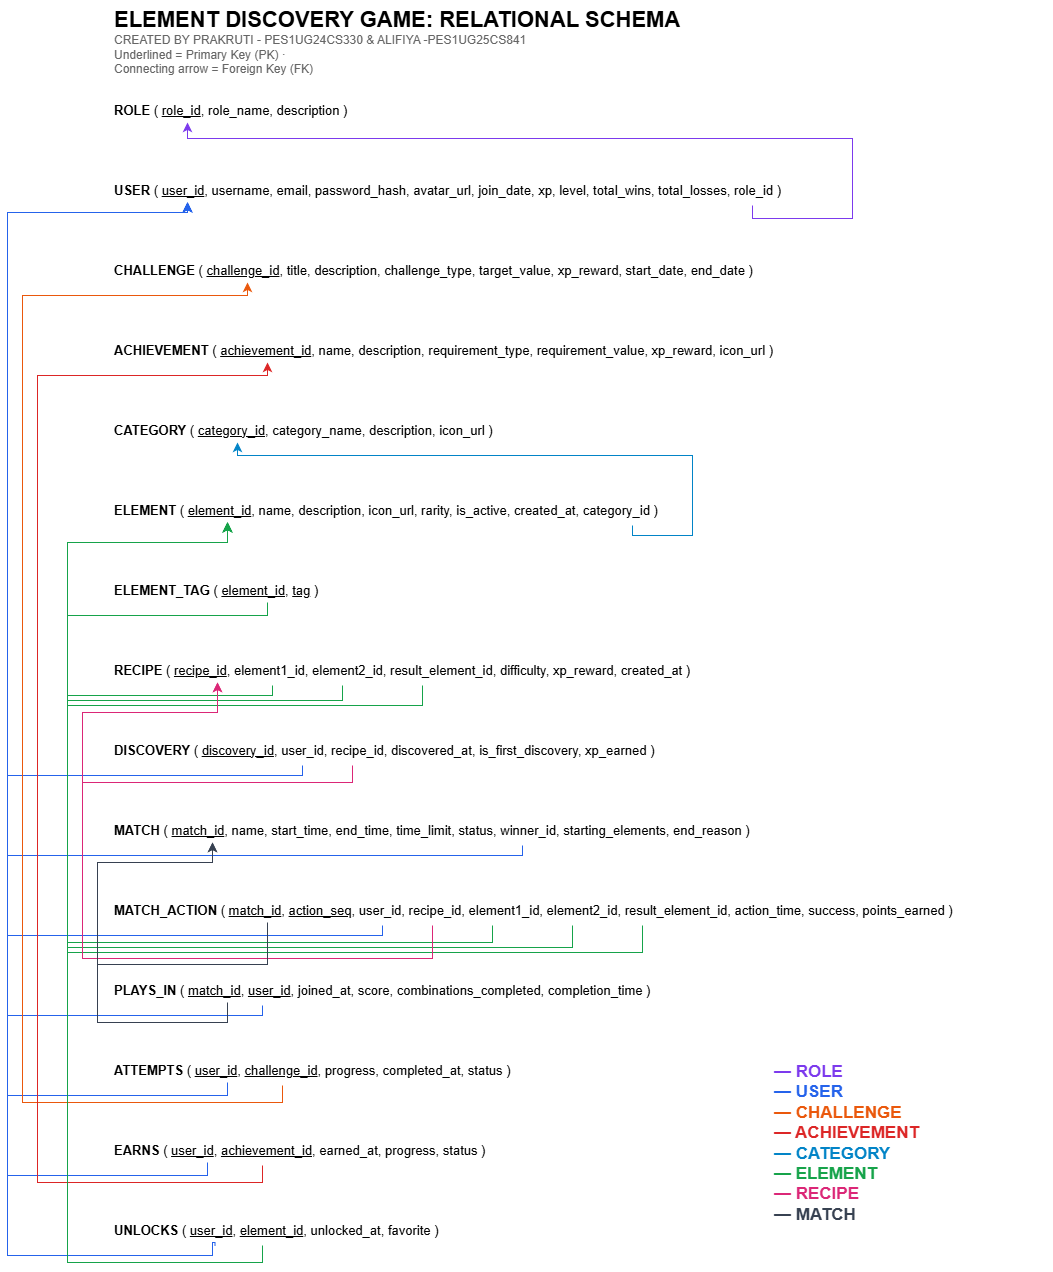 ELEMENT DISCOVERY GAME: RELATIONAL SCHEMA
CREATED BY PRAKRUTI - PES1UG24CS330 & ALIFIYA -PES1UG25CS841
Underlined = Primary Key (PK) ·
Connecting arrow = Foreign Key (FK)
ROLE ( role_id, role_name, description )
USER ( user_id, username, email, password_hash, avatar_url, join_date, xp, level, total_wins, total_losses, role_id )
CHALLENGE ( challenge_id, title, description, challenge_type, target_value, xp_reward, start_date, end_date )
ACHIEVEMENT ( achievement_id, name, description, requirement_type, requirement_value, xp_reward, icon_url )
CATEGORY ( category_id, category_name, description, icon_url )
ELEMENT ( element_id, name, description, icon_url, rarity, is_active, created_at, category_id )
ELEMENT_TAG ( element_id, tag )
RECIPE ( recipe_id, element1_id, element2_id, result_element_id, difficulty, xp_reward, created_at )
DISCOVERY ( discovery_id, user_id, recipe_id, discovered_at, is_first_discovery, xp_earned )
MATCH ( match_id, name, start_time, end_time, time_limit, status, winner_id, starting_elements, end_reason )
MATCH_ACTION ( match_id, action_seq, user_id, recipe_id, element1_id, element2_id, result_element_id, action_time, success, points_earned )
PLAYS_IN ( match_id, user_id, joined_at, score, combinations_completed, completion_time )
ATTEMPTS ( user_id, challenge_id, progress, completed_at, status )
EARNS ( user_id, achievement_id, earned_at, progress, status )
UNLOCKS ( user_id, element_id, unlocked_at, favorite )
— ROLE
— USER
— CHALLENGE
— ACHIEVEMENT
— CATEGORY
— ELEMENT
— RECIPE
— MATCH